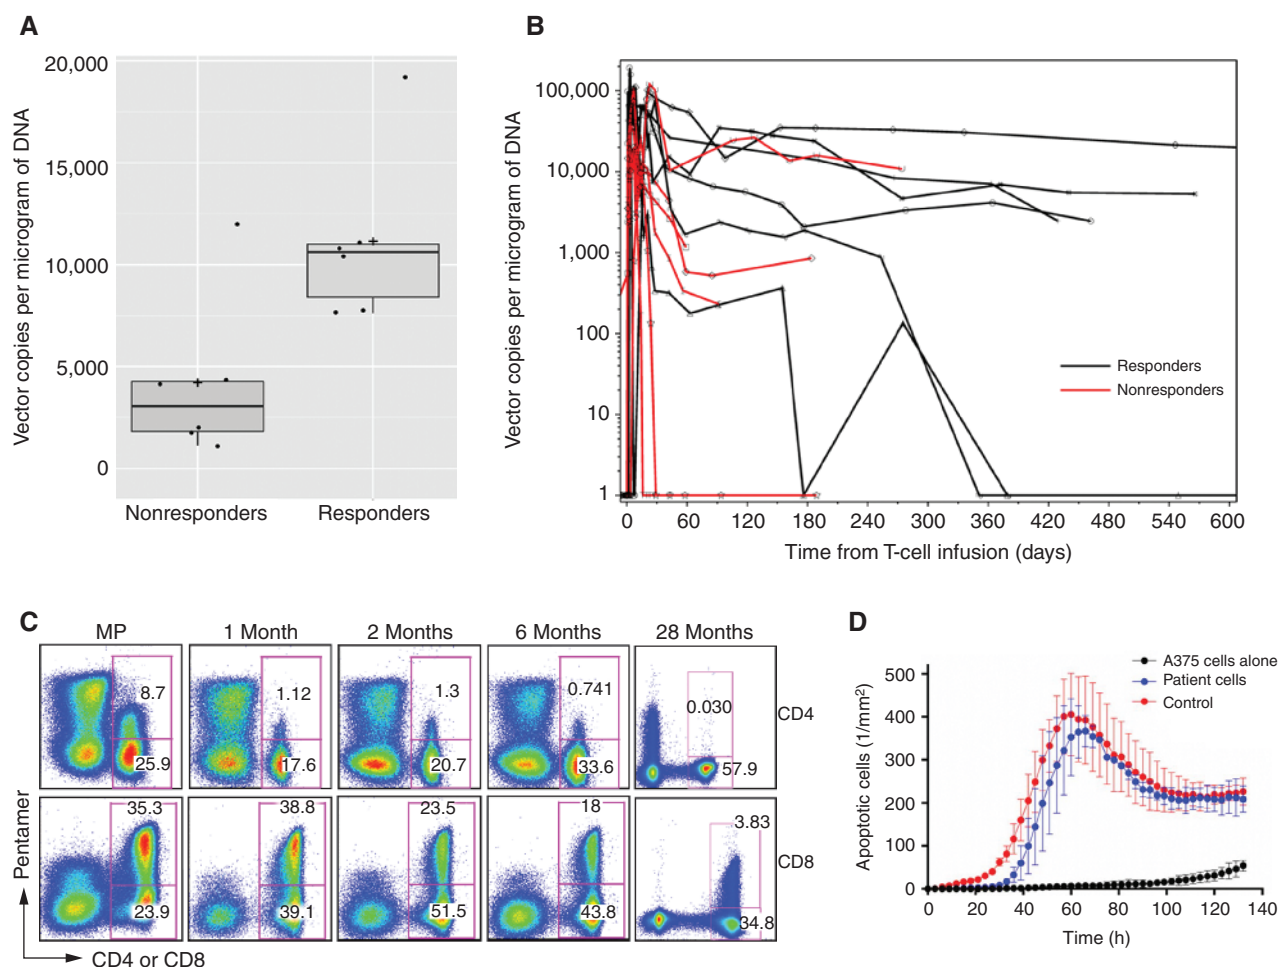 A
20,000
15,000
10,000
5,000
0
Vector copies per microgram of DNA
Nonresponders
Responders
B
100,000
10,000
1,000
100
10
1
Vector copies per microgram of DNA
Responders
Nonresponders
0 60 120 180 240 300 360 420 480 540 600
Time from T-cell infusion (days)
C
MP 1 Month 2 Months 6 Months 28 Months
8.7 1.12 1.3 0.741 0.030
CD4
25.9 17.6 20.7 33.6 57.9
35.3 38.8 23.5 18 3.83
CD8
23.9 39.1 51.5 43.8 34.8
Pentamer
CD4 or CD8
D
A375 cells alone
Patient cells
Control
500
400
300
200
100
0
Apoptotic cells (1/mm²)
0 20 40 60 80 100 120 140
Time (h)